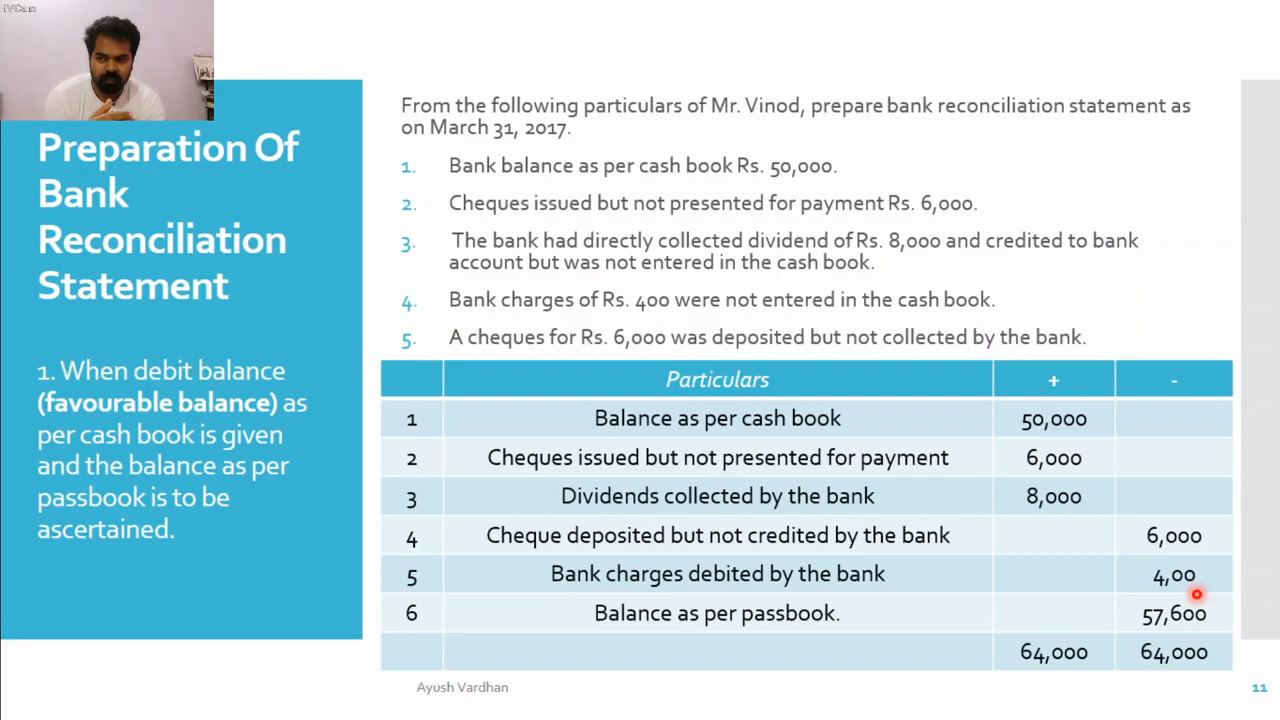 iVCam
Preparation Of
Bank
Reconciliation
Statement
1. When debit balance
(favourable balance) as
per cash book is given
and the balance as per
passbook is to be
ascertained.
From the following particulars of Mr. Vinod, prepare bank reconciliation statement as
on March 31, 2017.
1. Bank balance as per cash book Rs. 50,000.
2. Cheques issued but not presented for payment Rs. 6,000.
3. The bank had directly collected dividend of Rs. 8,000 and credited to bank
account but was not entered in the cash book.
4. Bank charges of Rs. 400 were not entered in the cash book.
5. A cheques for Rs. 6,000 was deposited but not collected by the bank.
Particulars + -
1 Balance as per cash book 50,000
2 Cheques issued but not presented for payment 6,000
3 Dividends collected by the bank 8,000
4 Cheque deposited but not credited by the bank 6,000
5 Bank charges debited by the bank 4,00
6 Balance as per passbook. 57,600
64,000 64,000
Ayush Vardhan 11